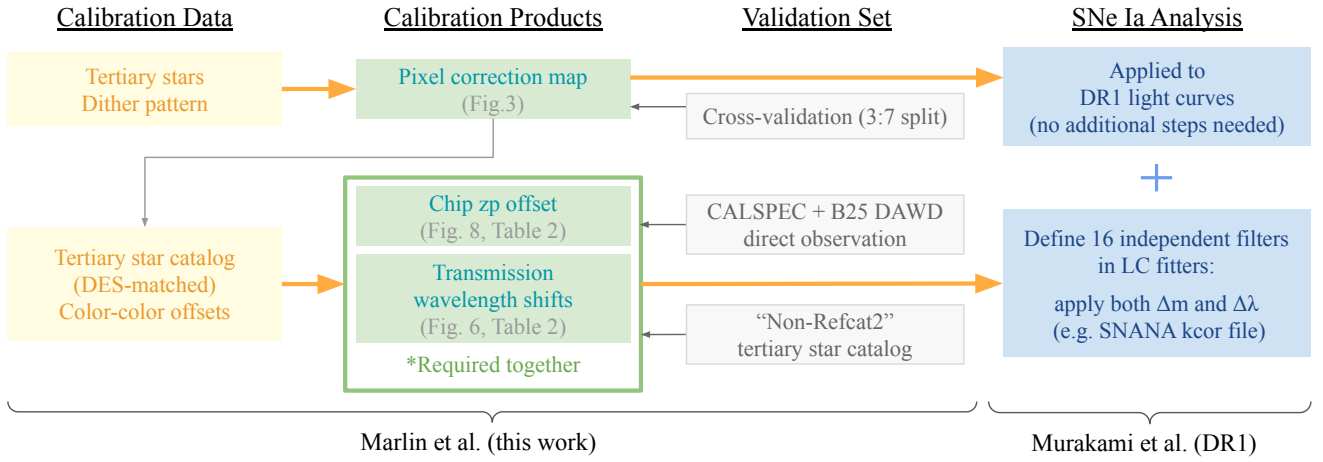 Calibration Data
Calibration Products
Validation Set
SNe Ia Analysis
Tertiary stars
Dither pattern
Pixel correction map
(Fig.3)
Cross-validation (3:7 split)
Applied to
DR1 light curves
(no additional steps needed)
+
Tertiary star catalog
(DES-matched)
Color-color offsets
Chip zp offset
(Fig. 8, Table 2)
Transmission
wavelength shifts
(Fig. 6, Table 2)
*Required together
CALSPEC + B25 DAWD
direct observation
“Non-Refcat2”
tertiary star catalog
Define 16 independent filters
in LC fitters:
apply both Δm and Δλ
(e.g. SNANA kcor file)
Marlin et al. (this work)
Murakami et al. (DR1)